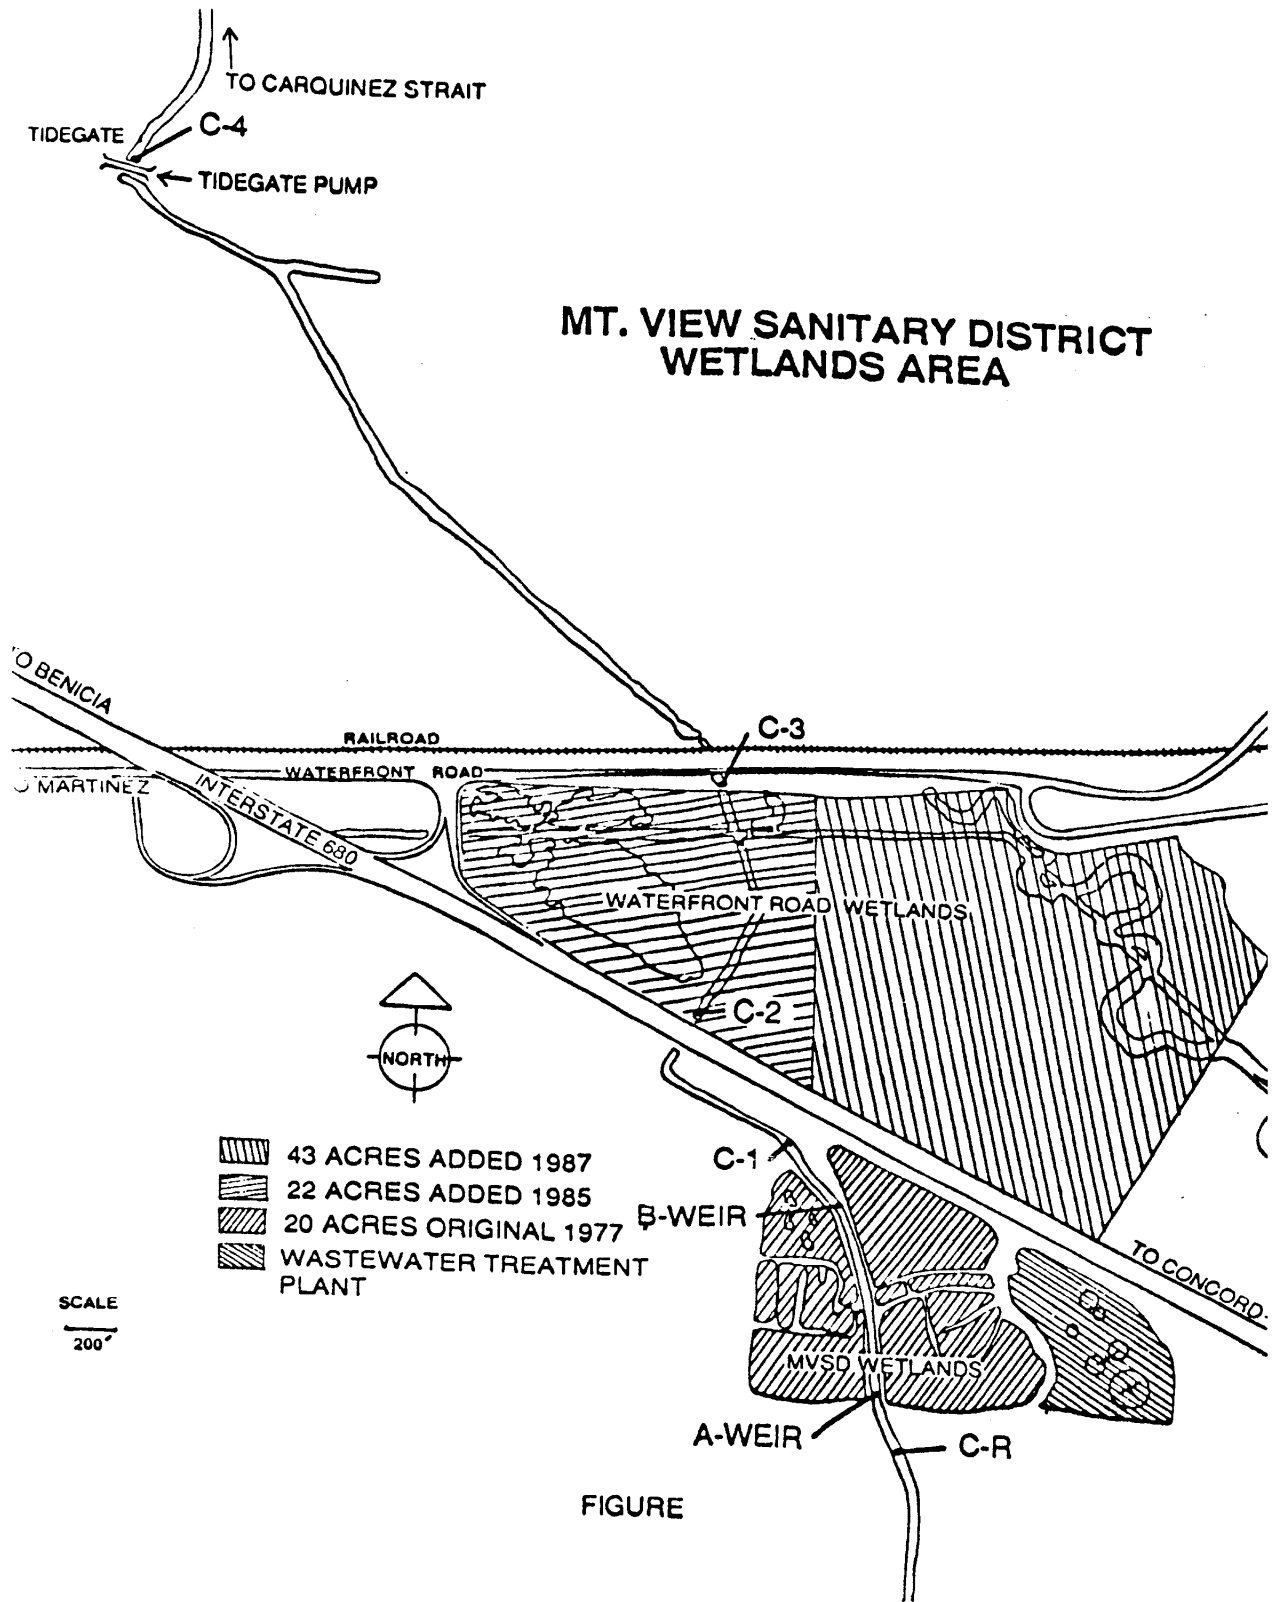 TO CARQUINEZ STRAIT
C-4
TIDEGATE
TIDEGATE PUMP
MT. VIEW SANITARY DISTRICT
WETLANDS AREA
O BENICIA
C-3
RAILROAD
WATERFRONT ROAD
O MARTINEZ
INTERSTATE 680
WATERFRONT ROAD WETLANDS
C-2
NORTH
43 ACRES ADDED 1987
22 ACRES ADDED 1985
20 ACRES ORIGINAL 1977
WASTEWATER TREATMENT
PLANT
C-1
B-WEIR
TO CONCORD
SCALE
200'
MVSD WETLANDS
A-WEIR
C-R
FIGURE